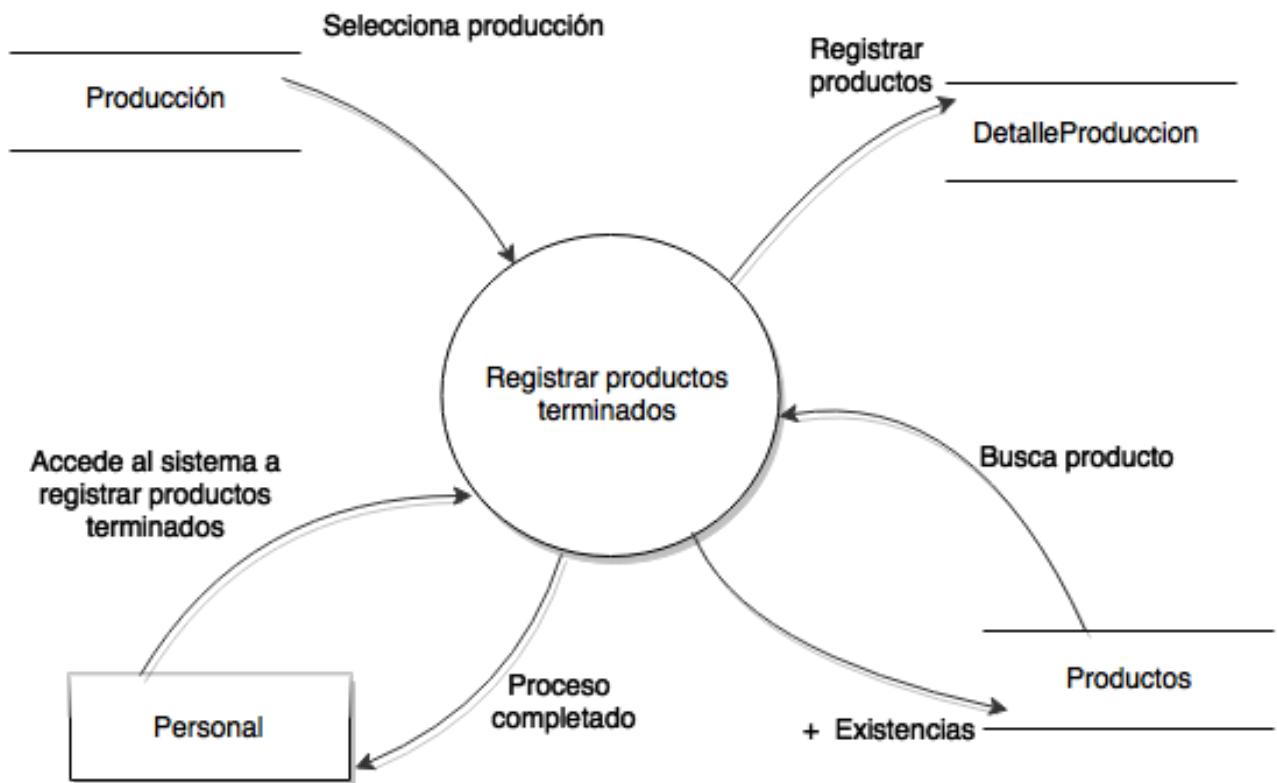 Selecciona producción
Producción
Registrar
productos
DetalleProduccion
Registrar productos
terminados
Accede al sistema a
registrar productos
terminados
Busca producto
Personal
Proceso
completado
Productos
+ Existencias